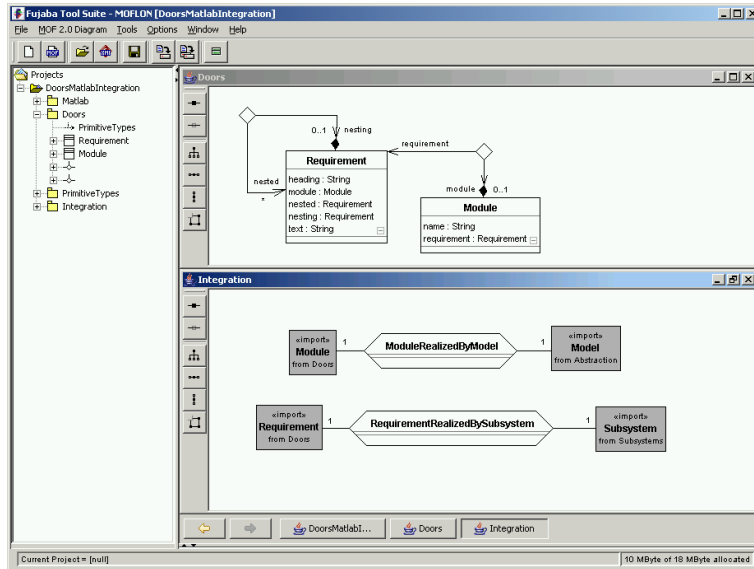 Fujaba Tool Suite - MOFLON [DoorsMatlabIntegration]
File MOF 2.0 Diagram Tools Options Window Help
Projects
DoorsMatlabIntegration
Matlab
Doors
PrimitiveTypes
Requirement
Module
PrimitiveTypes
Integration
Doors
0..1 nesting
requirement
Requirement
heading : String
module : Module
nested : Requirement
nesting : Requirement
text : String
nested
*
module 0..1
Module
name : String
requirement : Requirement
Integration
«import»
Module
from Doors
1
ModuleRealizedByModel
1
«import»
Model
from Abstraction
«import»
Requirement
from Doors
1
RequirementRealizedBySubsystem
1
«import»
Subsystem
from Subsystems
DoorsMatlabI... Doors Integration
Current Project = [null] 10 MByte of 18 MByte allocated